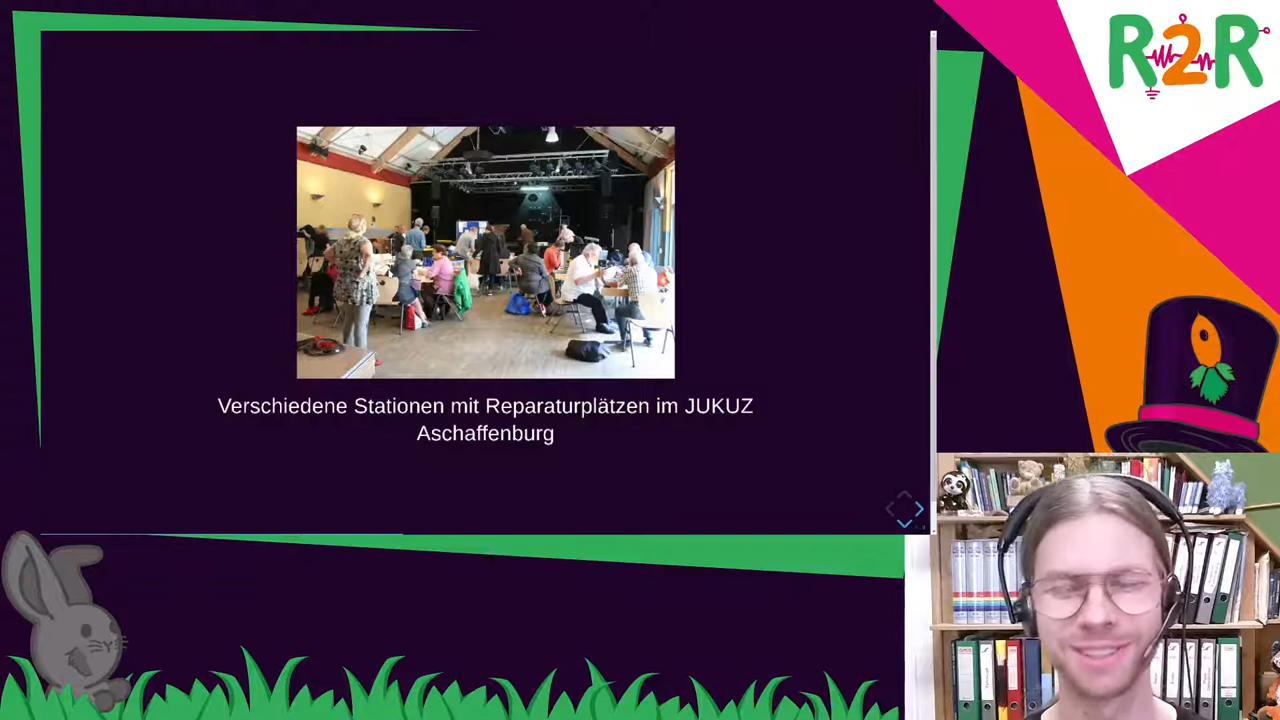 R2R
Verschiedene Stationen mit Reparaturplätzen im JUKUZ
Aschaffenburg